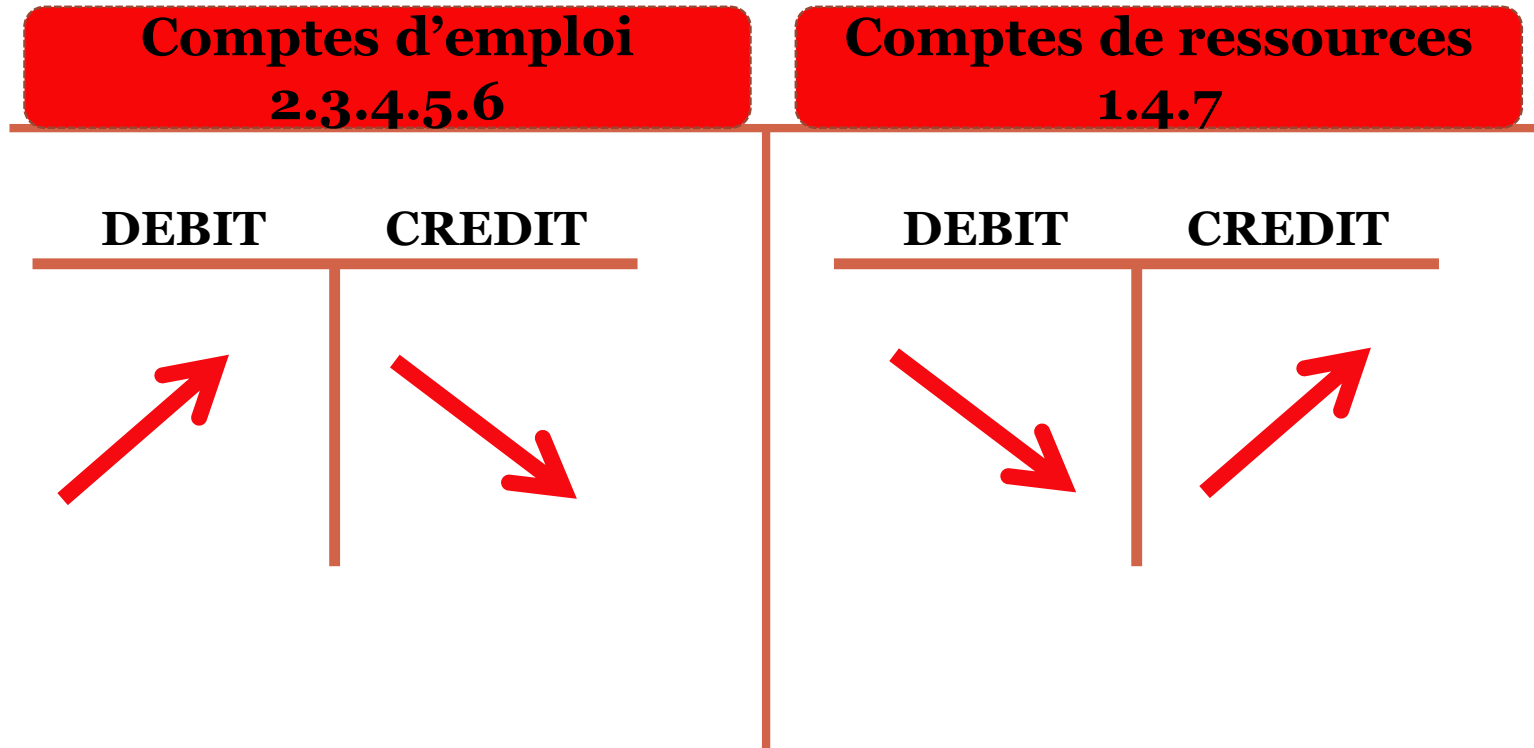 Comptes d’emploi
2.3.4.5.6
Comptes de ressources
1.4.7
DEBIT CREDIT
DEBIT CREDIT